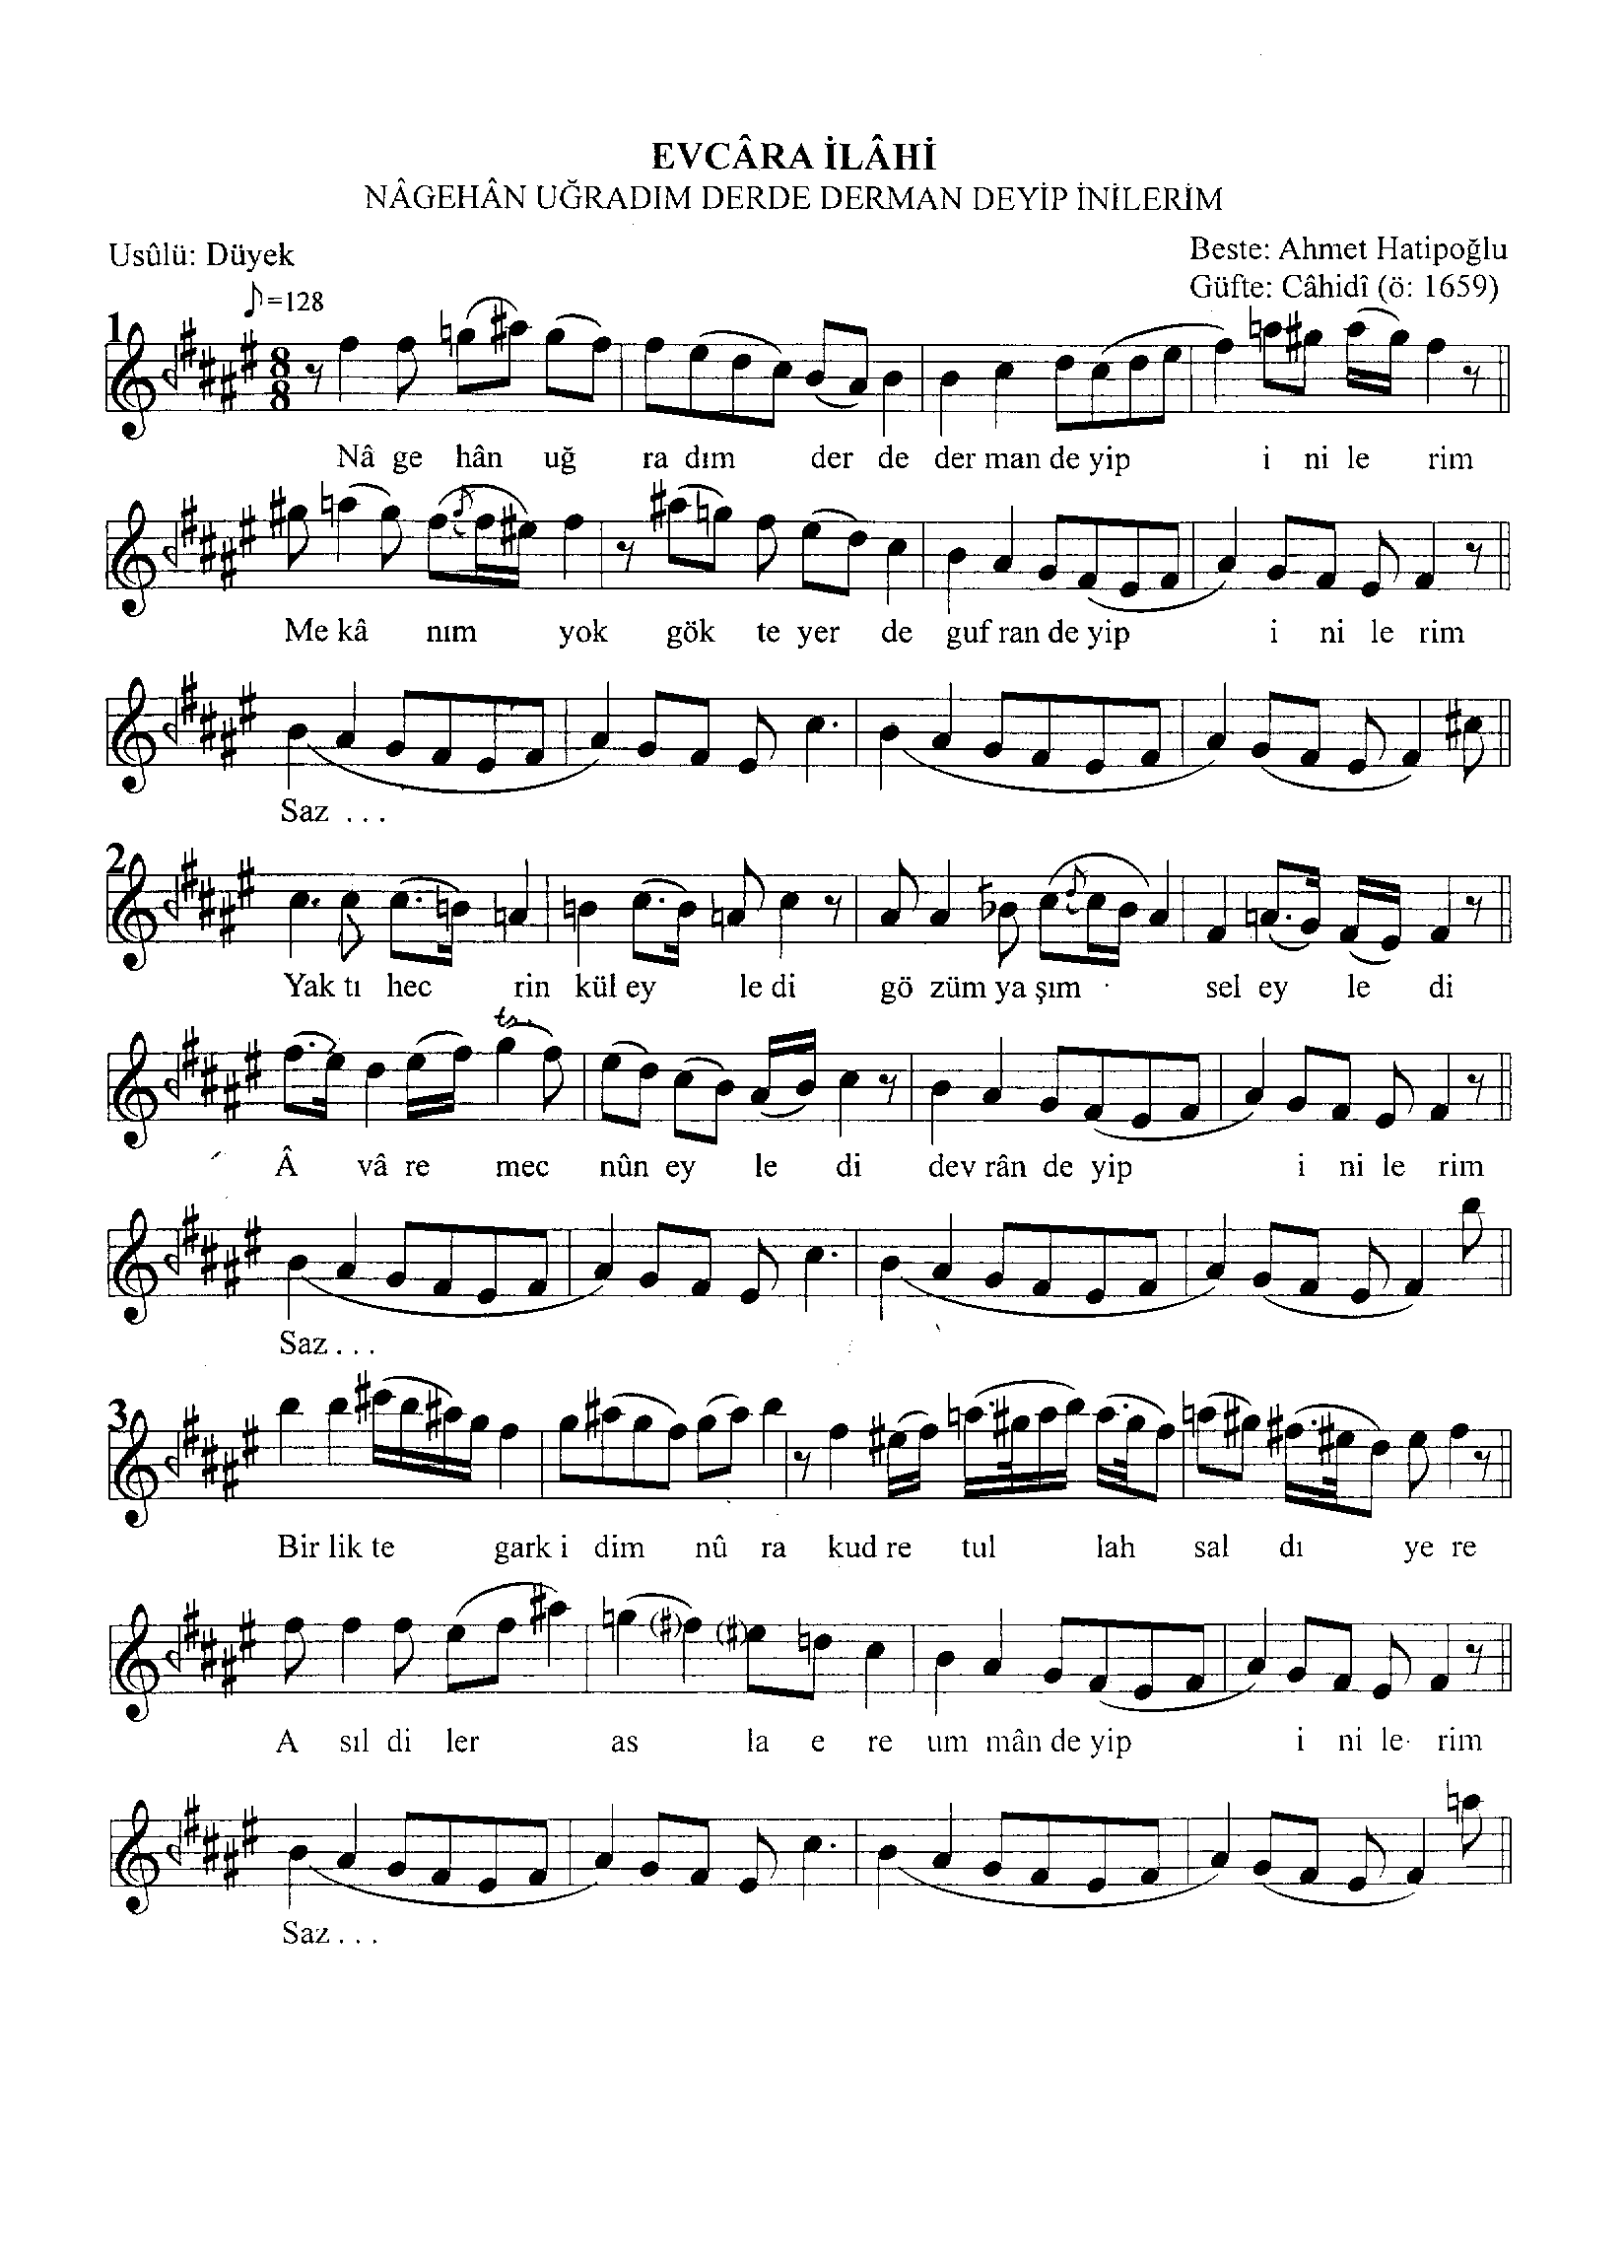 EVCÂRA İLÂHİ
NÂGEHÂN UĞRADIM DERDE DERMAN DEYİP İNİLERİM
Usûlü: Düyek
Beste: Ahmet Hatipoğlu
Güfte: Câhidî (ö: 1659)
♪=128
1
8
8
Nâ ge hân uğ ra dım der de der man de yip i ni le rim
Me kâ nım yok gök te yer de guf ran de yip i ni le rim
Saz ...
2
Yak tı hec rin kül ey le di gö züm ya şım sel ey le di
tr
Â vâ re mec nûn ey le di dev rân de yip i ni le rim
Saz ...
3
Bir lik te gark i dim nû ra kud re tul lah sal dı ye re
A sıl di ler as la e re um mân de yip i ni le rim
Saz ...